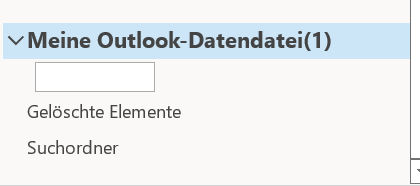 Meine Outlook-Datendatei(1)
Gelöschte Elemente
Suchordner